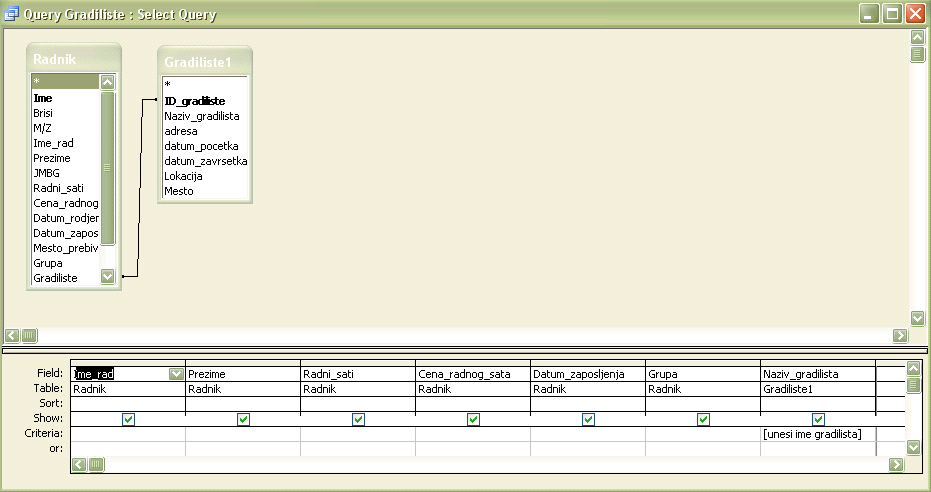 Query Gradiliste : Select Query
Radnik
*
Ime
Brisi
M/Z
Ime_rad
Prezime
JMBG
Radni_sati
Cena_radnog
Datum_rodjer
Datum_zapos
Mesto_prebiv
Grupa
Gradiliste
Gradiliste1
*
ID_gradiliste
Naziv_gradilista
adresa
datum_pocetka
datum_zavrsetka
Lokacija
Mesto
Field: Ime_rad Prezime Radni_sati Cena_radnog_sata Datum_zaposljenja Grupa Naziv_gradilista
Table: Radnik Radnik Radnik Radnik Radnik Radnik Gradiliste1
Sort:
Show:
Criteria: [unesi ime gradilista]
or: